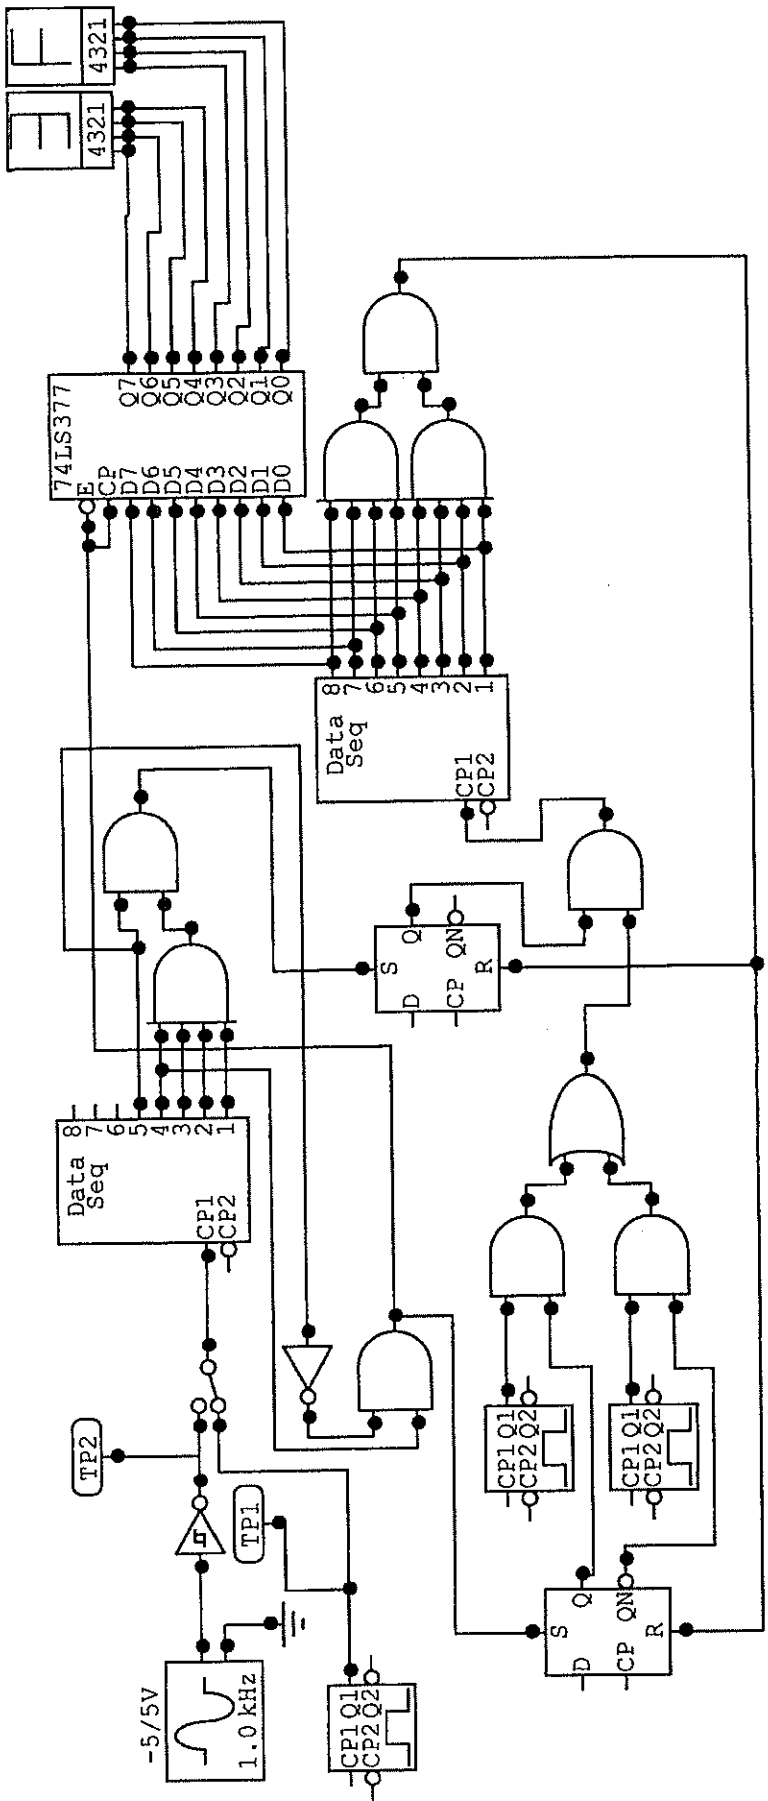 -5/5V
1.0kHz
TP2
TP1
CP1 Q1
CP2 Q2
Data
Seq
CP1
CP2
8
7
6
5
4
3
2
1
74LS377
E
CP
D7 Q7
D6 Q6
D5 Q5
D4 Q4
D3 Q3
D2 Q2
D1 Q1
D0 Q0
4321
4321
Data
Seq
CP1
CP2
8
7
6
5
4
3
2
1
S
D Q
CP QN
R
CP1 Q1
CP2 Q2
CP1 Q1
CP2 Q2
S
D Q
CP QN
R